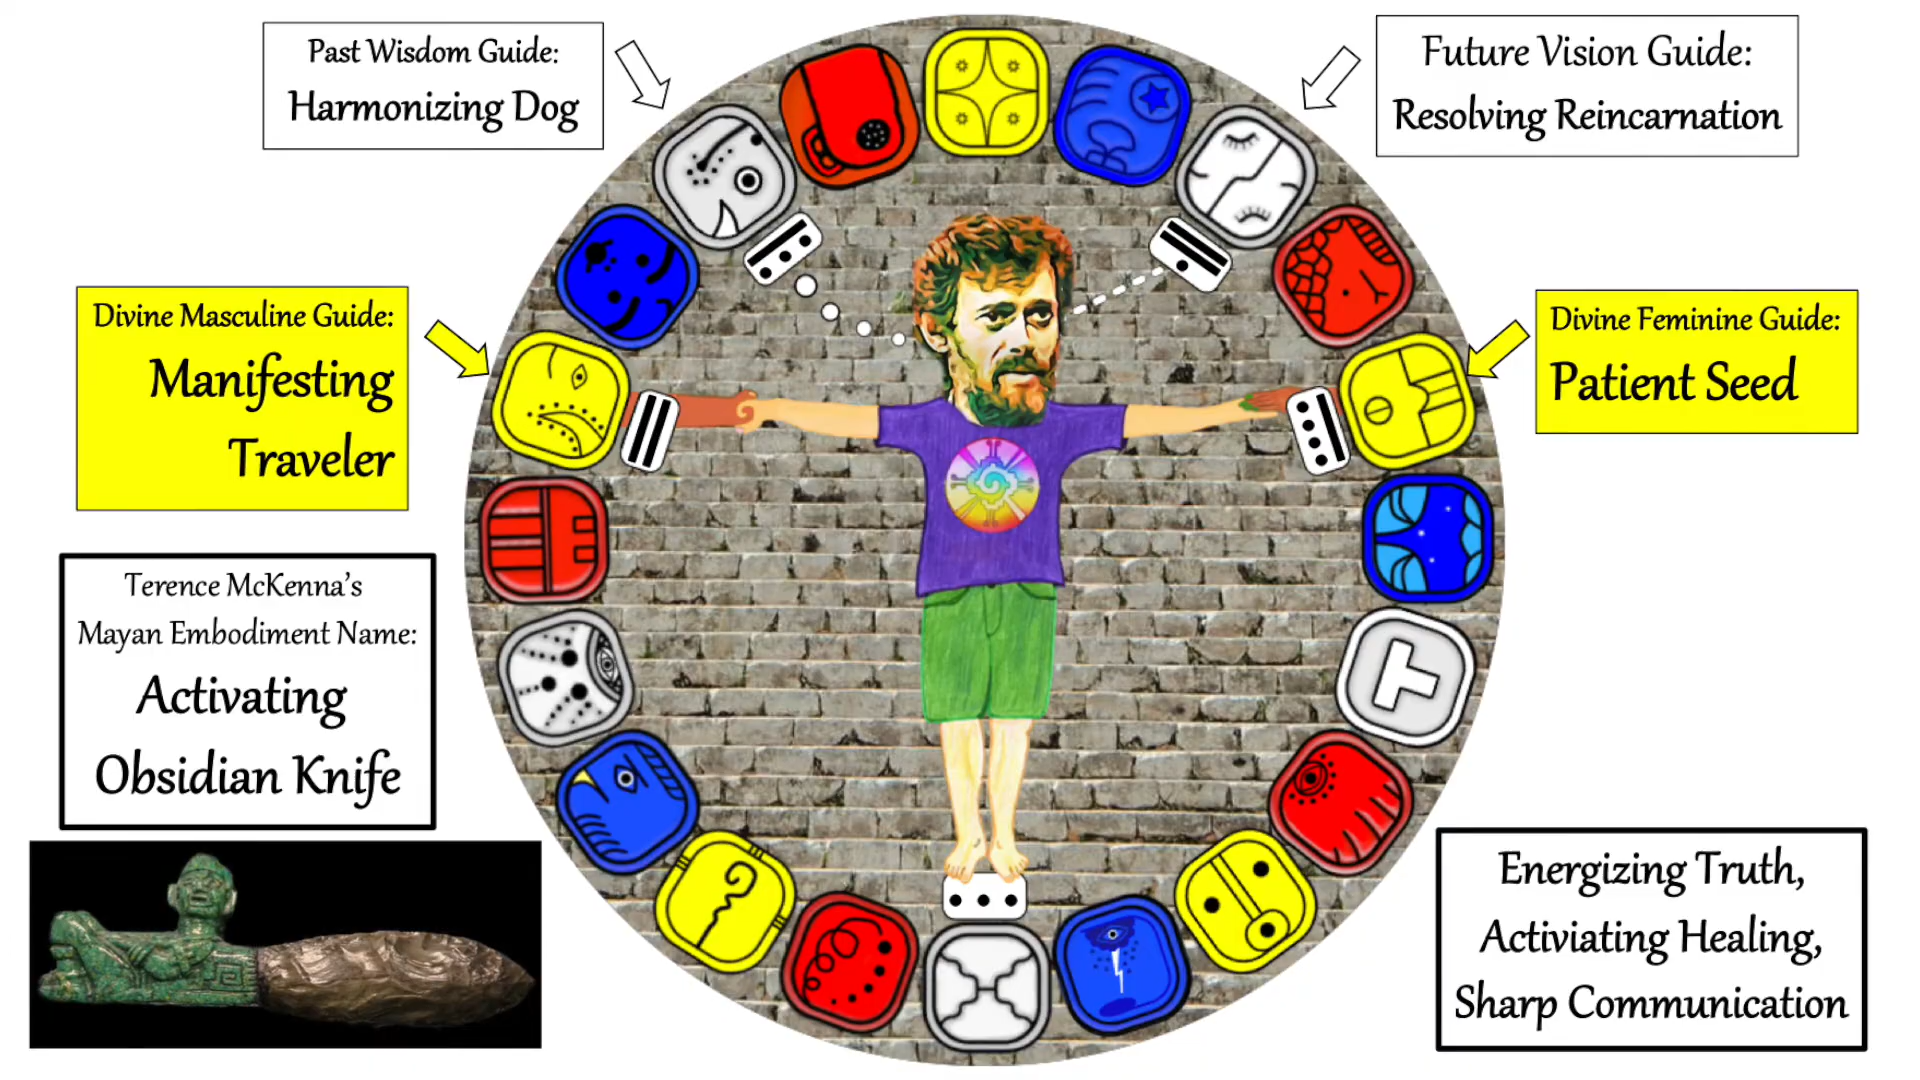 Past Wisdom Guide:
Harmonizing Dog
Future Vision Guide:
Resolving Reincarnation
Divine Masculine Guide:
Manifesting
Traveler
Divine Feminine Guide:
Patient Seed
Terence McKenna's
Mayan Embodiment Name:
Activating
Obsidian Knife
Energizing Truth,
Activiating Healing,
Sharp Communication